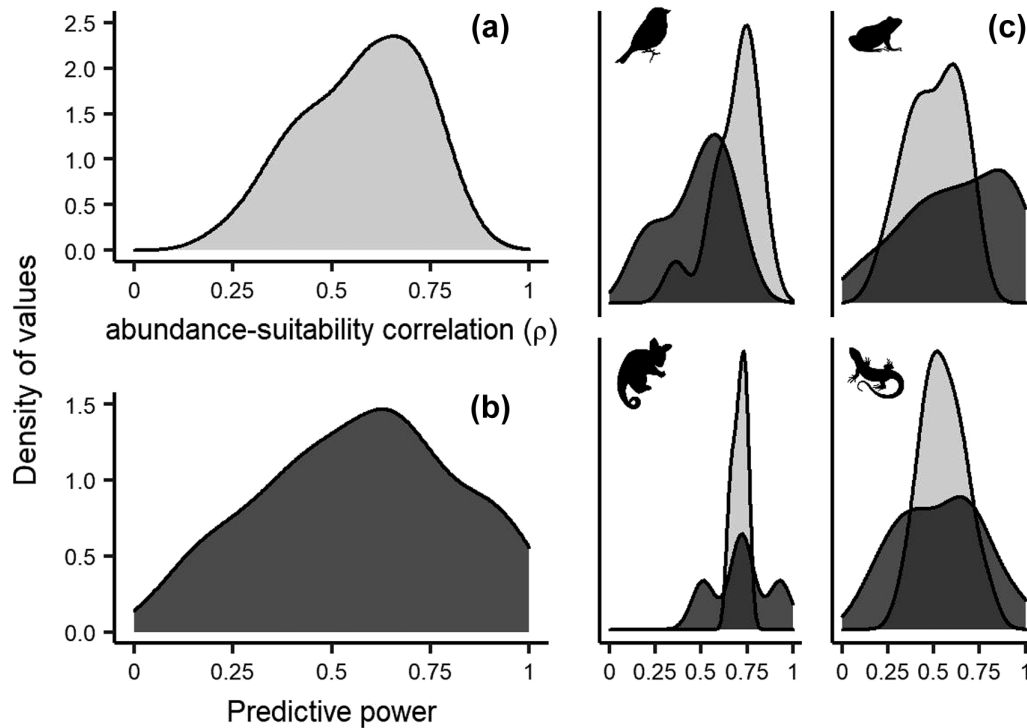 (a)
(c)
2.5
2.0
1.5
1.0
0.5
0.0
0 0.25 0.5 0.75 1
abundance-suitability correlation (ρ)
Density of values
(b)
1.5
1.0
0.5
0.0
0 0.25 0.5 0.75 1
Predictive power
0 0.25 0.5 0.75 1
0 0.25 0.5 0.75 1